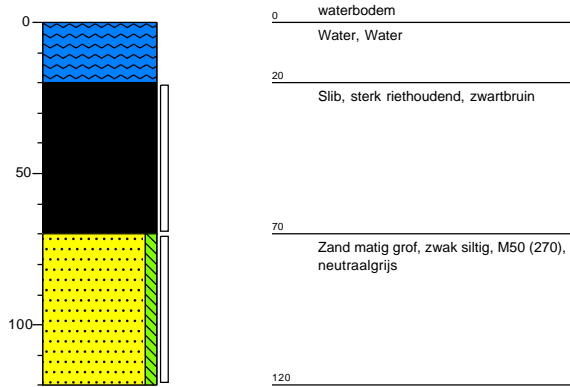 0
50
100
0
waterbodem
Water, Water
20
Slib, sterk riethoudend, zwartbruin
70
Zand matig grof, zwak siltig, M50 (270),
neutraalgrijs
120